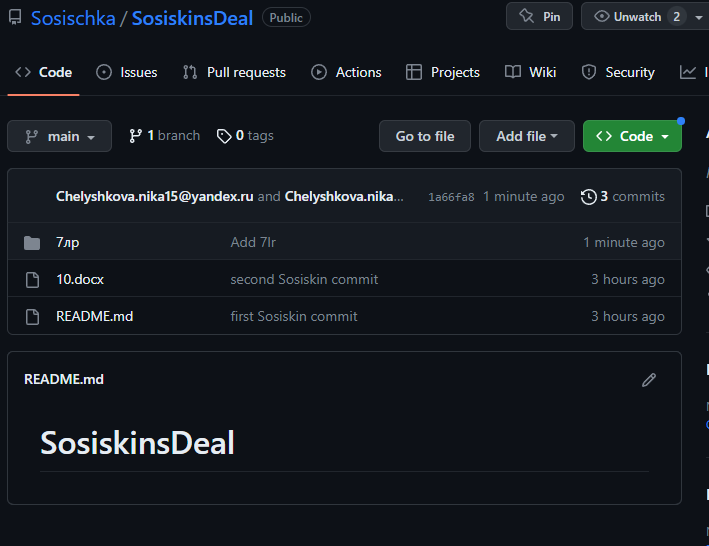 Sosischka / SosiskinsDeal Public Pin Unwatch 2
Code Issues Pull requests Actions Projects Wiki Security
main 1 branch 0 tags Go to file Add file Code
Chelyshkova.nika15@yandex.ru and Chelyshkova.nika... 1a66fa8 1 minute ago 3 commits
7лр Add 7lr 1 minute ago
10.docx second Sosiskin commit 3 hours ago
README.md first Sosiskin commit 3 hours ago
README.md
SosiskinsDeal